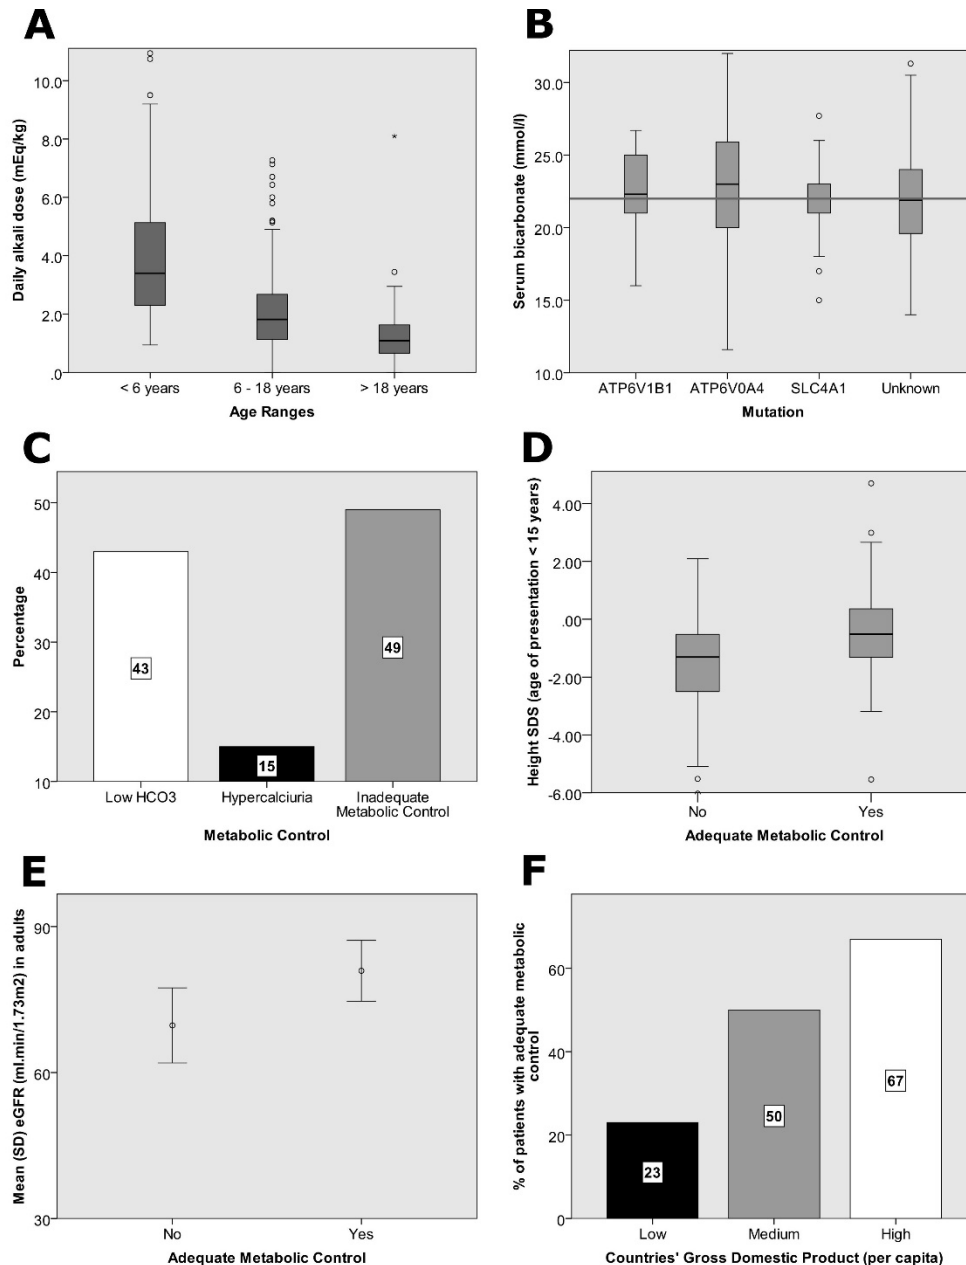 A
Daily alkali dose (mEq/kg)
10.0
8.0
6.0
4.0
2.0
.0
< 6 years
6 - 18 years
> 18 years
Age Ranges
B
Serum bicarbonate (mmol/l)
30.0
25.0
20.0
15.0
10.0
ATP6V1B1
ATP6V0A4
SLC4A1
Unknown
Mutation
C
Percentage
50
40
30
20
10
43
15
49
Low HCO3
Hypercalciuria
Inadequate
Metabolic Control
Metabolic Control
D
Height SDS (age of presentation < 15 years)
4.00
2.00
.00
-2.00
-4.00
-6.00
No
Yes
Adequate Metabolic Control
E
Mean (SD) eGFR (ml.min/1.73m2) in adults
90
60
30
No
Yes
Adequate Metabolic Control
F
% of patients with adequate metabolic
control
60
40
20
0
23
50
67
Low
Medium
High
Countries' Gross Domestic Product (per capita)